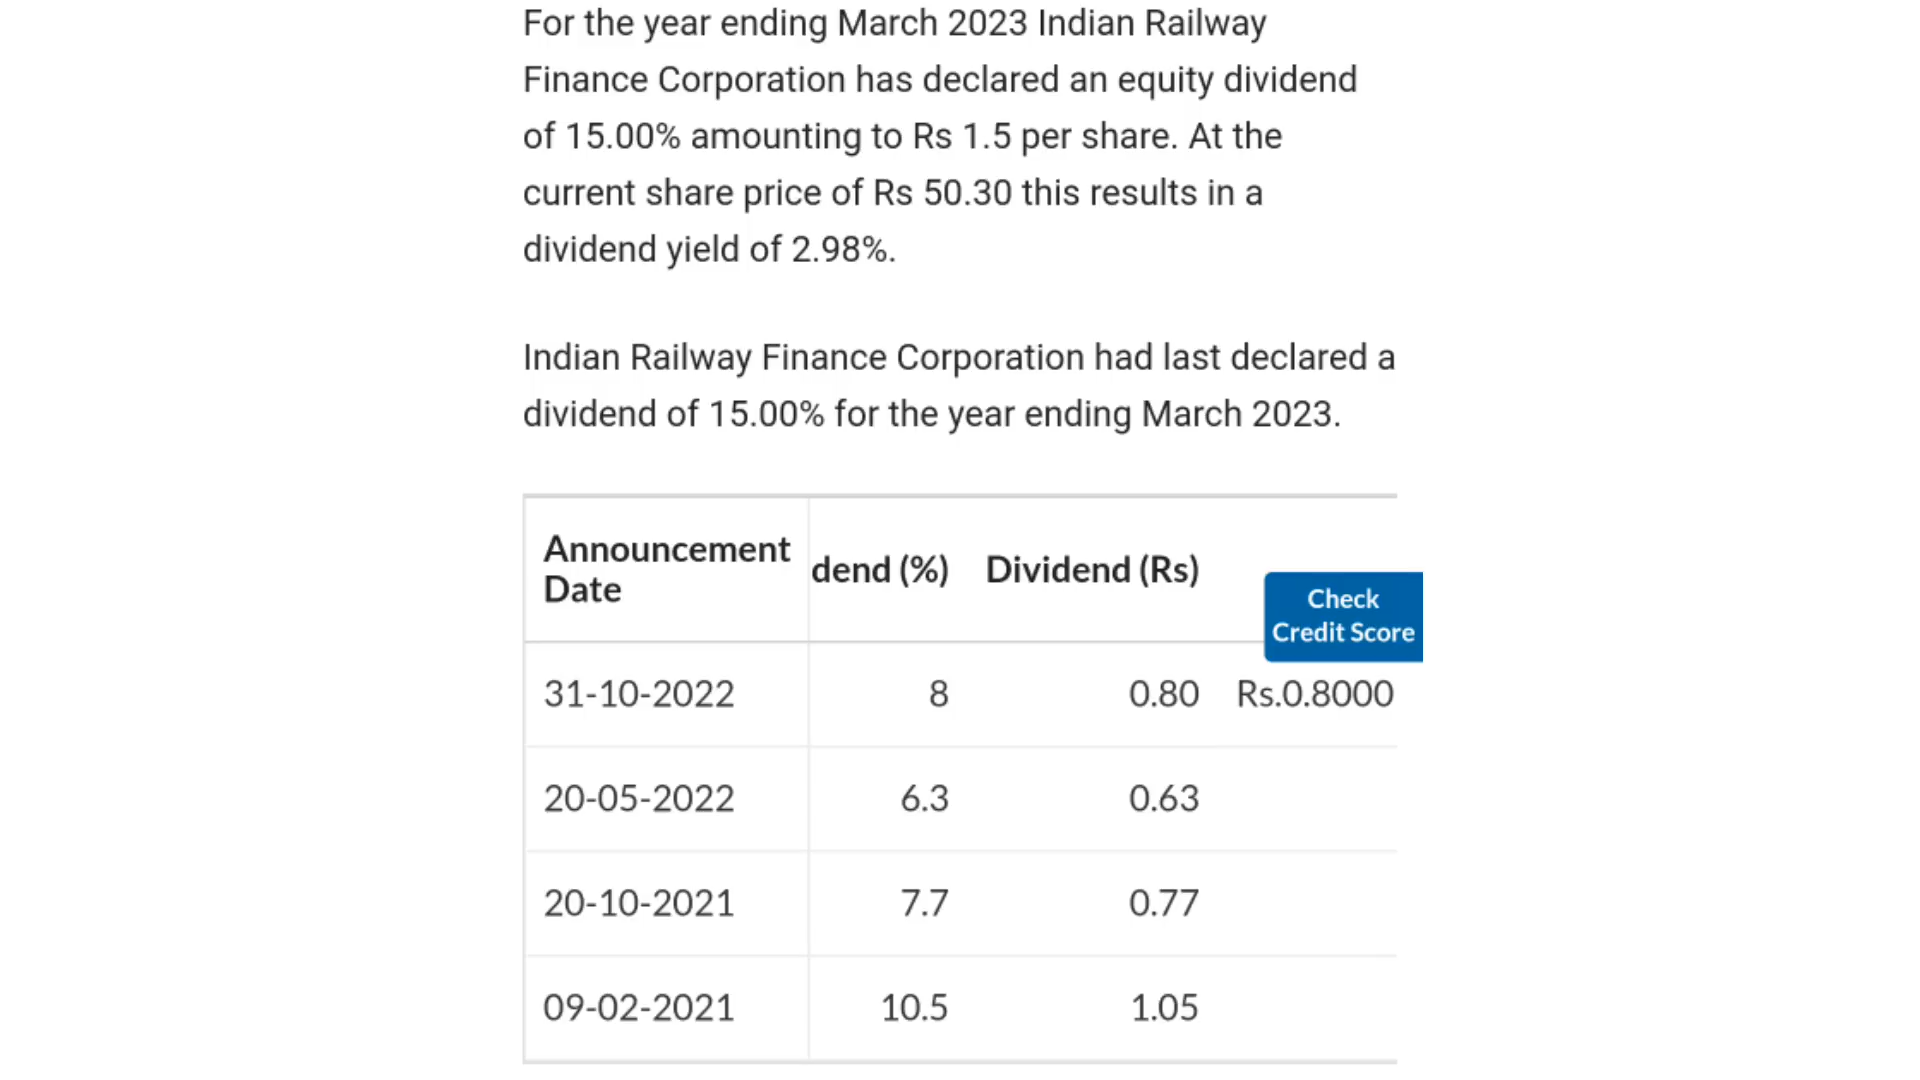 For the year ending March 2023 Indian Railway
Finance Corporation has declared an equity dividend
of 15.00% amounting to Rs 1.5 per share. At the
current share price of Rs 50.30 this results in a
dividend yield of 2.98%.
Indian Railway Finance Corporation had last declared a
dividend of 15.00% for the year ending March 2023.
Announcement
Date
dend (%) Dividend (Rs)
Check
Credit Score
31-10-2022 8 0.80 Rs.0.8000
20-05-2022 6.3 0.63
20-10-2021 7.7 0.77
09-02-2021 10.5 1.05